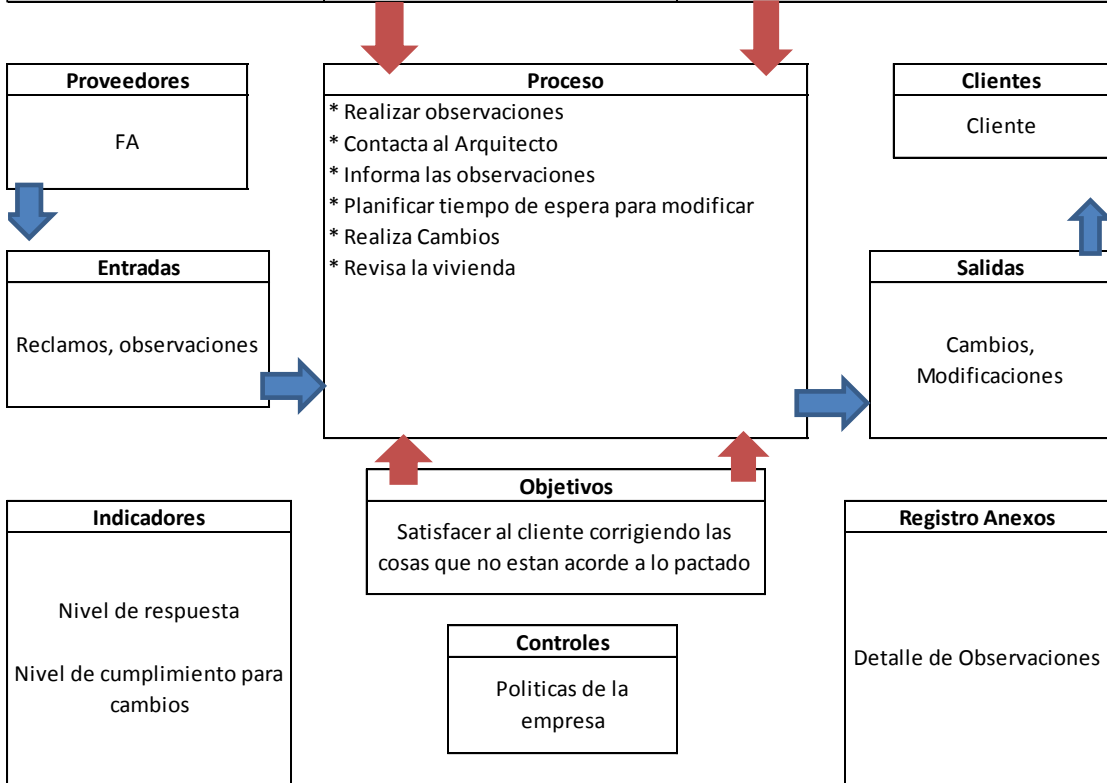 Proveedores
FA
Proceso
* Realizar observaciones
* Contacta al Arquitecto
* Informa las observaciones
* Planificar tiempo de espera para modificar
* Realiza Cambios
* Revisa la vivienda
Clientes
Cliente
Entradas
Reclamos, observaciones
Salidas
Cambios,
Modificaciones
Objetivos
Satisfacer al cliente corrigiendo las
cosas que no estan acorde a lo pactado
Indicadores
Nivel de respuesta
Nivel de cumplimiento para
cambios
Controles
Politicas de la
empresa
Registro Anexos
Detalle de Observaciones